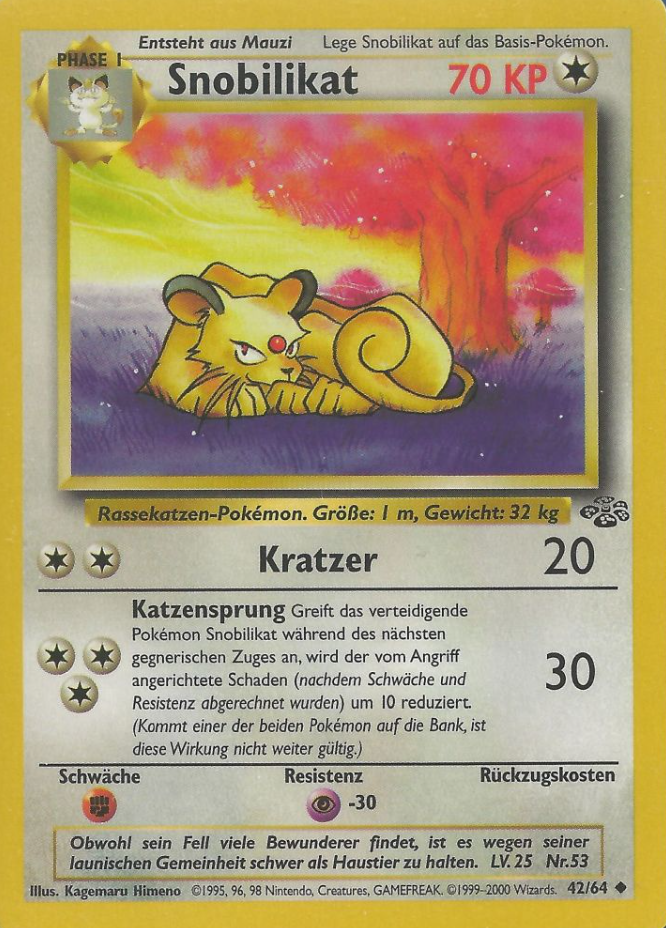 Entsteht aus Mauzi Lege Snobilikat auf das Basis-Pokémon.
PHASE 1
Snobilikat 70 KP
Rassekatzen-Pokémon. Größe: 1 m, Gewicht: 32 kg
Kratzer 20
Katzensprung Greift das verteidigende
Pokémon Snobilikat während des nächsten
gegnerischen Zuges an, wird der vom Angriff
angerichtete Schaden (nachdem Schwäche und
Resistenz abgerechnet wurden) um 10 reduziert.
(Kommt einer der beiden Pokémon auf die Bank, ist
diese Wirkung nicht weiter gültig.)
30
Schwäche Resistenz Rückzugskosten
-30
Obwohl sein Fell viele Bewunderer findet, ist es wegen seiner
launischen Gemeinheit schwer als Haustier zu halten. LV. 25 Nr.53
Illus. Kagemaru Himeno ©1995, 96, 98 Nintendo, Creatures, GAMEFREAK. ©1999-2000 Wizards. 42/64